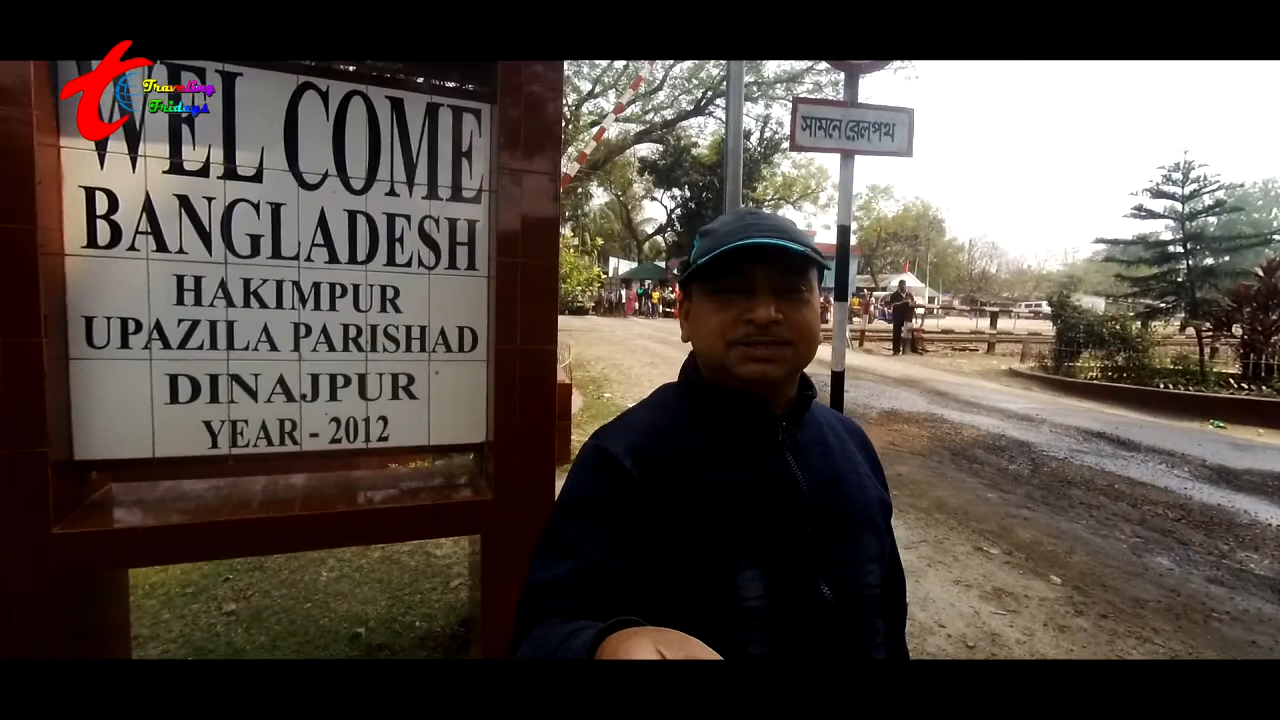 Traveling
Fridays
WEL COME
BANGLADESH
HAKIMPUR
UPAZILA PARISHAD
DINAJPUR
YEAR - 2012
সামনে রেলপথ